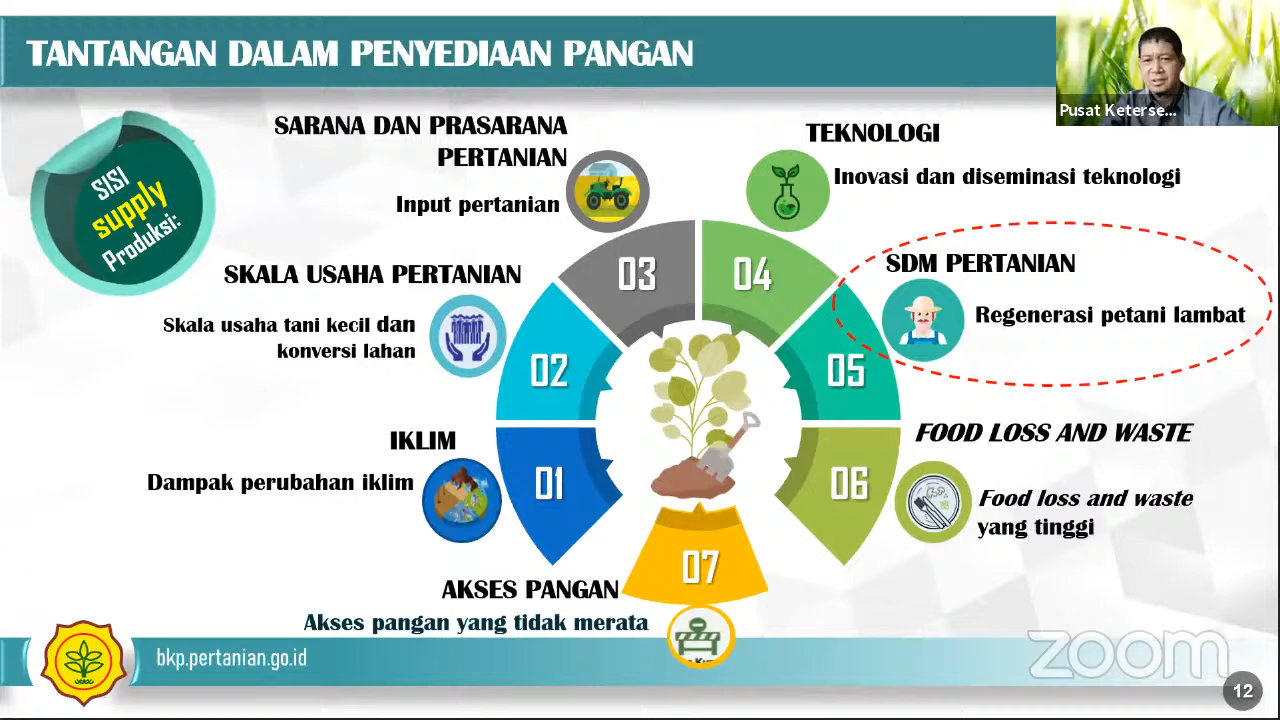 TANTANGAN DALAM PENYEDIAAN PANGAN
Pusat Keterse...
SISI
supply
Produksi:
SARANA DAN PRASARANA
PERTANIAN
Input pertanian
TEKNOLOGI
Inovasi dan diseminasi teknologi
SKALA USAHA PERTANIAN
Skala usaha tani kecil dan
konversi lahan
SDM PERTANIAN
Regenerasi petani lambat
03
04
02
05
IKLIM
Dampak perubahan iklim
01
06
FOOD LOSS AND WASTE
Food loss and waste
yang tinggi
07
AKSES PANGAN
Akses pangan yang tidak merata
bkp.pertanian.go.id
zoom
12